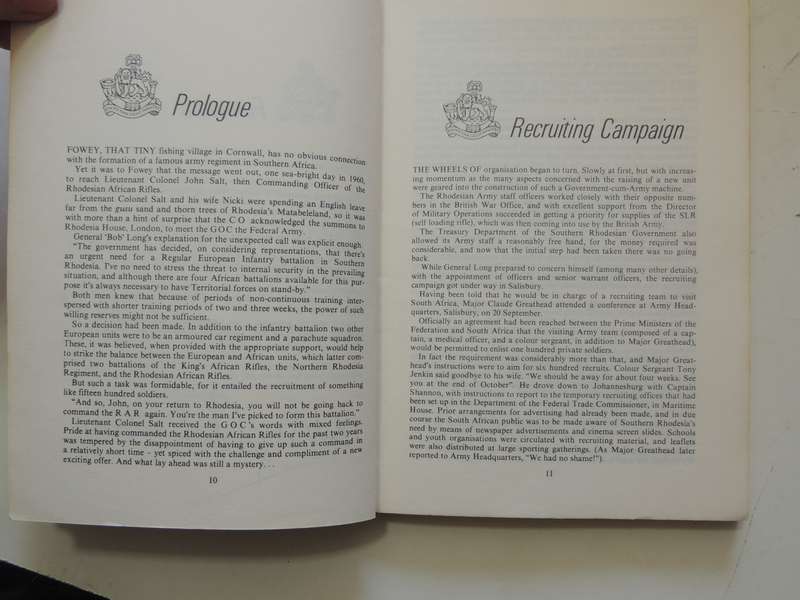 Prologue
FOWEY, THAT TINY fishing village in Cornwall, has no obvious connection
with the formation of a famous army regiment in Southern Africa.
Yet it was to Fowey that the message went out, one sea-bright day in 1960,
to reach Lieutenant Colonel John Salt, then Commanding Officer of the
Rhodesian African Rifles.
Lieutenant Colonel Salt and his wife Nicki were spending an English leave
far from the gusu sand and thorn trees of Rhodesia's Matabeleland, so it was
with more than a hint of surprise that the C O acknowledged the summons to
Rhodesia House, London, to meet the G O C the Federal Army.
General 'Bob' Long's explanation for the unexpected call was explicit enough.
"The government has decided, on considering representations, that there's
an urgent need for a Regular European Infantry battalion in Southern
Rhodesia. I've no need to stress the threat to internal security in the prevailing
situation, and although there are four African battalions available for this pur-
pose it's always necessary to have Territorial forces on stand-by."
Both men knew that because of periods of non-continuous training inter-
spersed with shorter training periods of two and three weeks, the power of such
willing reserves might not be sufficient.
So a decision had been made. In addition to the infantry battalion two other
European units were to be an armoured car regiment and a parachute squadron.
These, it was believed, when provided with the appropriate support, would help
to strike the balance between the European and African units, which latter com-
prised two battalions of the King's African Rifles, the Northern Rhodesia
Regiment, and the Rhodesian African Rifles.
But such a task was formidable, for it entailed the recruitment of something
like fifteen hundred soldiers.
"And so, John, on your return to Rhodesia, you will not be going back to
command the R A R again. You're the man I've picked to form this battalion."
Lieutenant Colonel Salt received the G O C's words with mixed feelings.
Pride at having commanded the Rhodesian African Rifles for the past two years
was tempered by the disappointment of having to give up such a command in
a relatively short time - yet spiced with the challenge and compliment of a new
exciting offer. And what lay ahead was still a mystery. . .
10
Recruiting Campaign
THE WHEELS OF organisation began to turn. Slowly at first, but with increas-
ing momentum as the many aspects concerned with the raising of a new unit
were geared into the construction of such a Government-cum-Army machine.
The Rhodesian Army staff officers worked closely with their opposite num-
bers in the British War Office, and with excellent support from the Director
of Military Operations succeeded in getting a priority for supplies of the SLR
(self loading rifle), which was then coming into use by the British Army.
The Treasury Department of the Southern Rhodesian Government also
allowed its Army staff a reasonably free hand, for the money required was
considerable, and now that the initial step had been taken there was no going
back.
While General Long prepared to concern himself (among many other details),
with the appointment of officers and senior warrant officers, the recruiting
campaign got under way in Salisbury.
Having been told that he would be in charge of a recruiting team to visit
South Africa, Major Claude Greathead attended a conference at Army Head-
quarters, Salisbury, on 20 September.
Officially an agreement had been reached between the Prime Ministers of the
Federation and South Africa that the visiting Army team (composed of a cap-
tain, a medical officer, and a colour sergeant, in addition to Major Greathead),
would be permitted to enlist one hundred private soldiers.
In fact the requirement was considerably more than that, and Major Great-
head's instructions were to aim for six hundred recruits. Colour Sergeant Tony
Jenkin said goodbye to his wife. "We should be away for about four weeks. See
you at the end of October". He drove down to Johannesburg with Captain
Shannon, with instructions to report to the temporary recruiting offices that had
been set up in the Department of the Federal Trade Commissioner, in Maritime
House. Prior arrangements for advertising had already been made, and in due
course the South African public was to be made aware of Southern Rhodesia's
need by means of newspaper advertisements and cinema screen slides. Schools
and youth organisations were circulated with recruiting material, and leaflets
were also distributed at large sporting gatherings. (As Major Greathead later
reported to Army Headquarters, "We had no shame!").
11